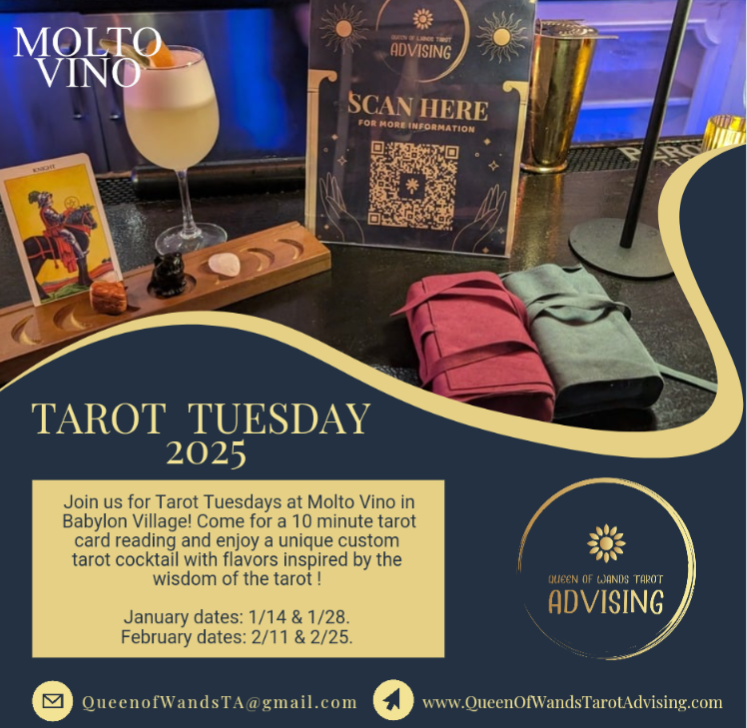 MOLTO
VINO
QUEEN OF WANDS TAROT
ADVISING
SCAN HERE
FOR MORE INFORMATION
KNIGHT
TAROT TUESDAY
2025
Join us for Tarot Tuesdays at Molto Vino in
Babylon Village! Come for a 10 minute tarot
card reading and enjoy a unique custom
tarot cocktail with flavors inspired by the
wisdom of the tarot !
January dates: 1/14 & 1/28.
February dates: 2/11 & 2/25.
QUEEN OF WANDS TAROT
ADVISING
QueenofWandsTA@gmail.com
www.QueenOfWandsTarotAdvising.com